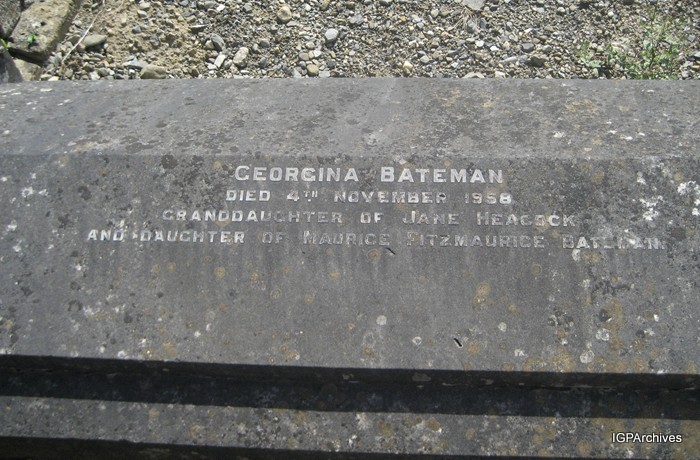 GEORGINA BATEMAN
DIED 4TH NOVEMBER 1958
GRANDDAUGHTER OF JANE HEACOCK
AND DAUGHTER OF MAURICE FITZMAURICE BATEMAN
IGPArchives